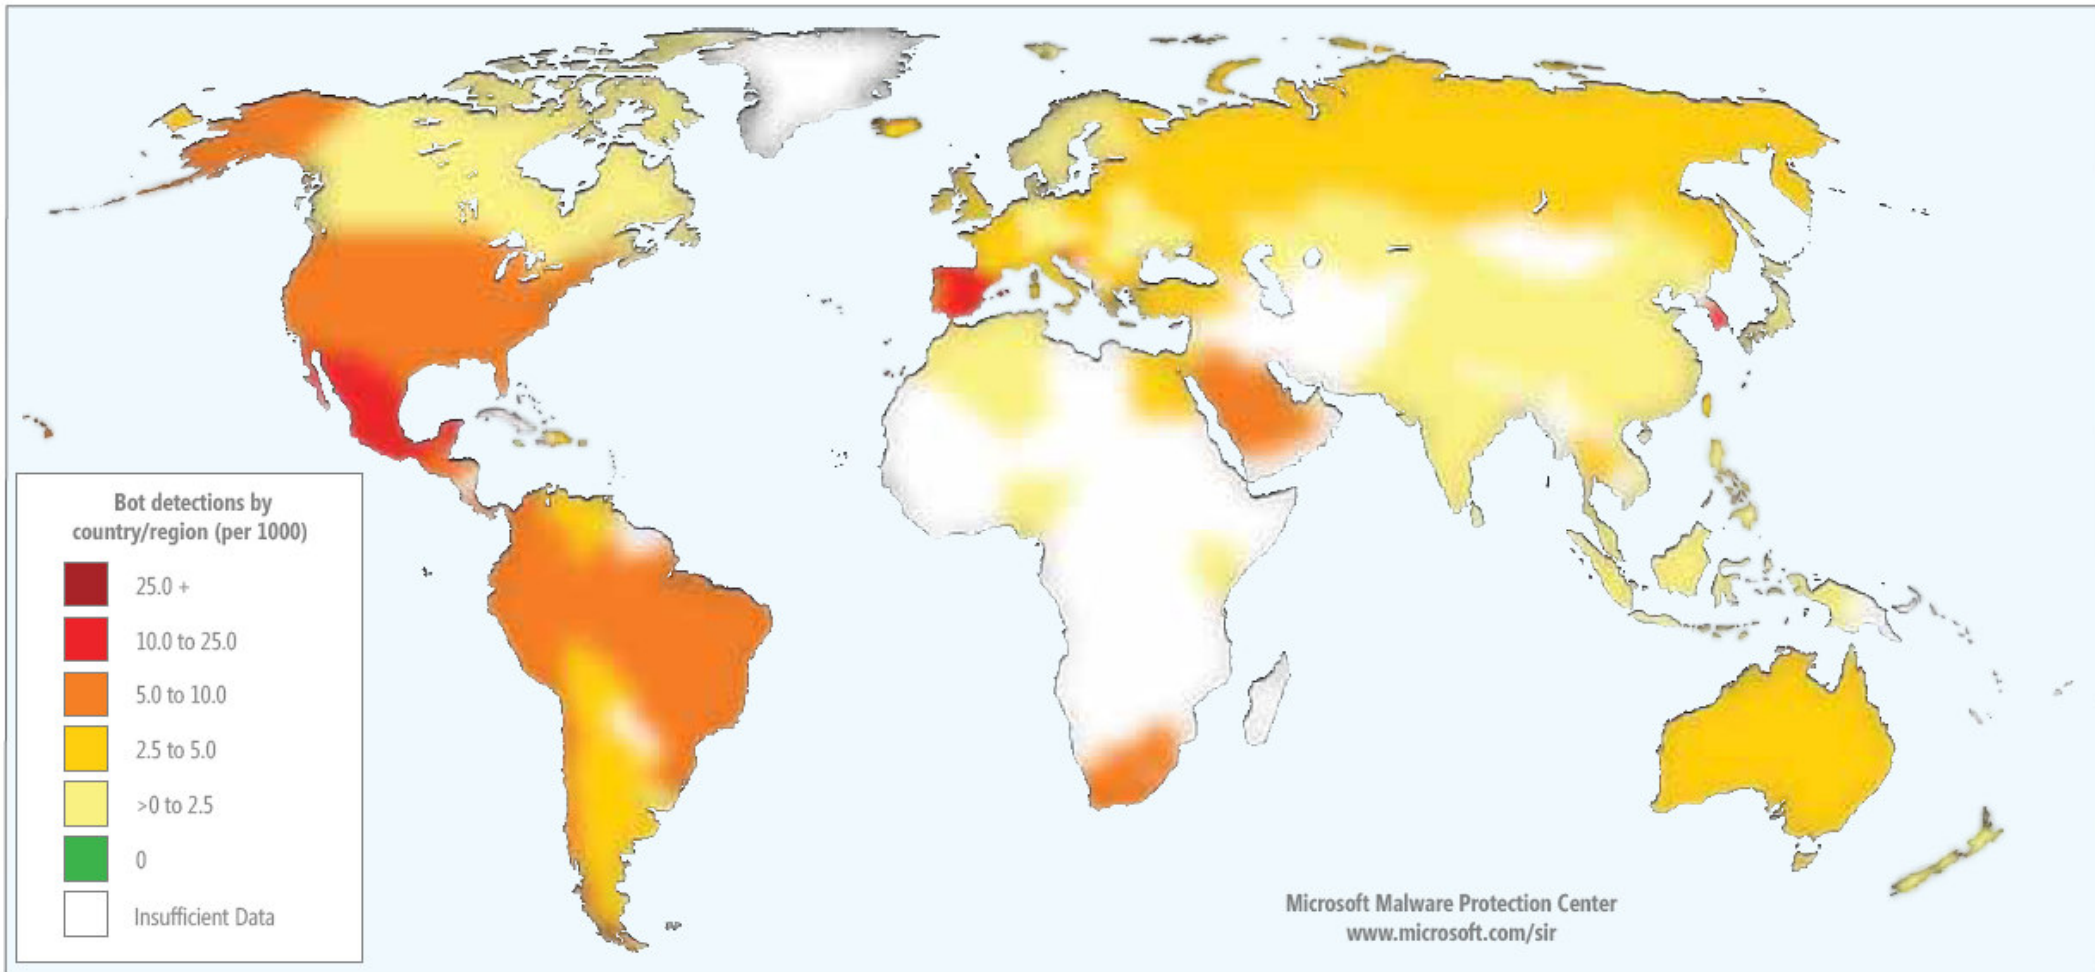 Bot detections by
country/region (per 1000)
25.0 +
10.0 to 25.0
5.0 to 10.0
2.5 to 5.0
>0 to 2.5
0
Insufficient Data
Microsoft Malware Protection Center
www.microsoft.com/sir